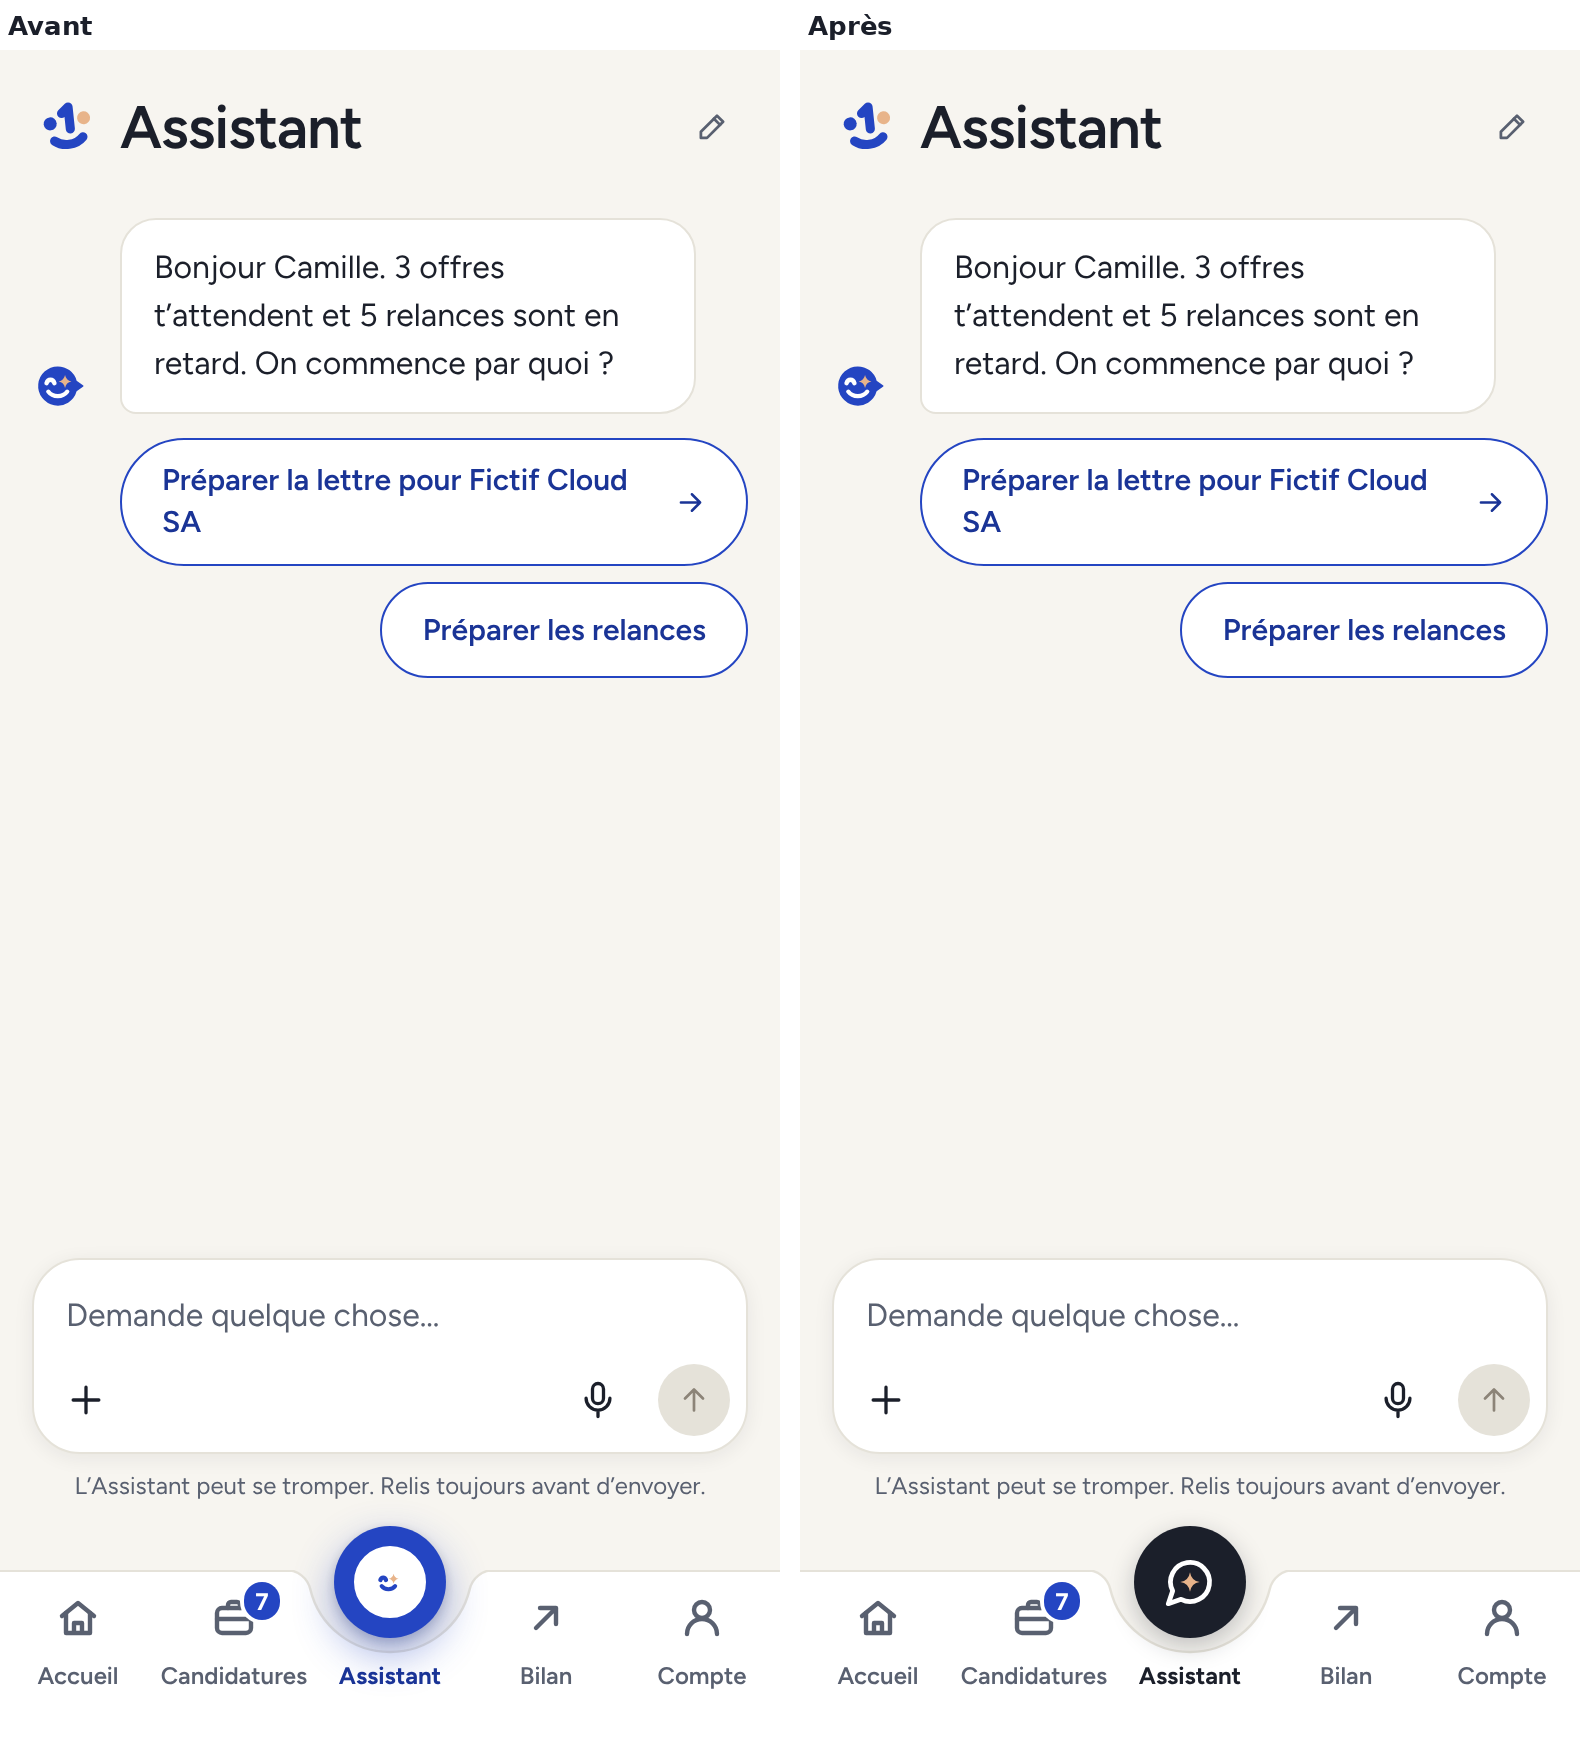 Avant
Assistant
Bonjour Camille. 3 offres
t’attendent et 5 relances sont en
retard. On commence par quoi ?
Préparer la lettre pour Fictif Cloud
SA
Préparer les relances
Demande quelque chose…
L’Assistant peut se tromper. Relis toujours avant d’envoyer.
7
Accueil
Candidatures
Assistant
Bilan
Compte
Après
Assistant
Bonjour Camille. 3 offres
t’attendent et 5 relances sont en
retard. On commence par quoi ?
Préparer la lettre pour Fictif Cloud
SA
Préparer les relances
Demande quelque chose…
L’Assistant peut se tromper. Relis toujours avant d’envoyer.
7
Accueil
Candidatures
Assistant
Bilan
Compte